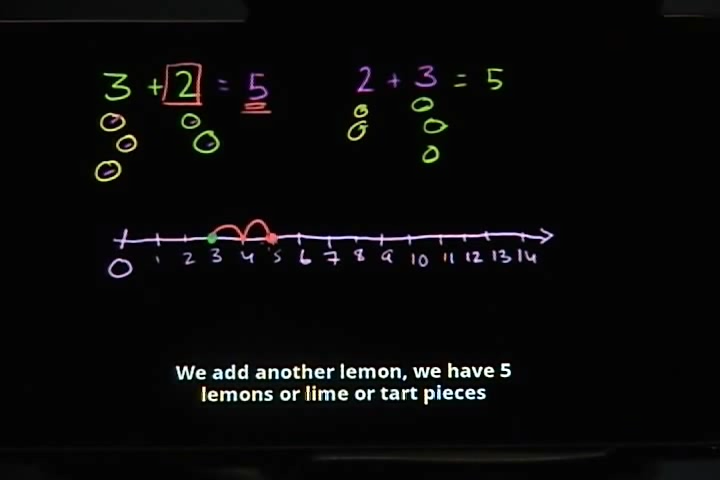 3 + 2 = 5
2 + 3 = 5
0 1 2 3 4 5 6 7 8 9 10 11 12 13 14
We add another lemon, we have 5
lemons or lime or tart pieces